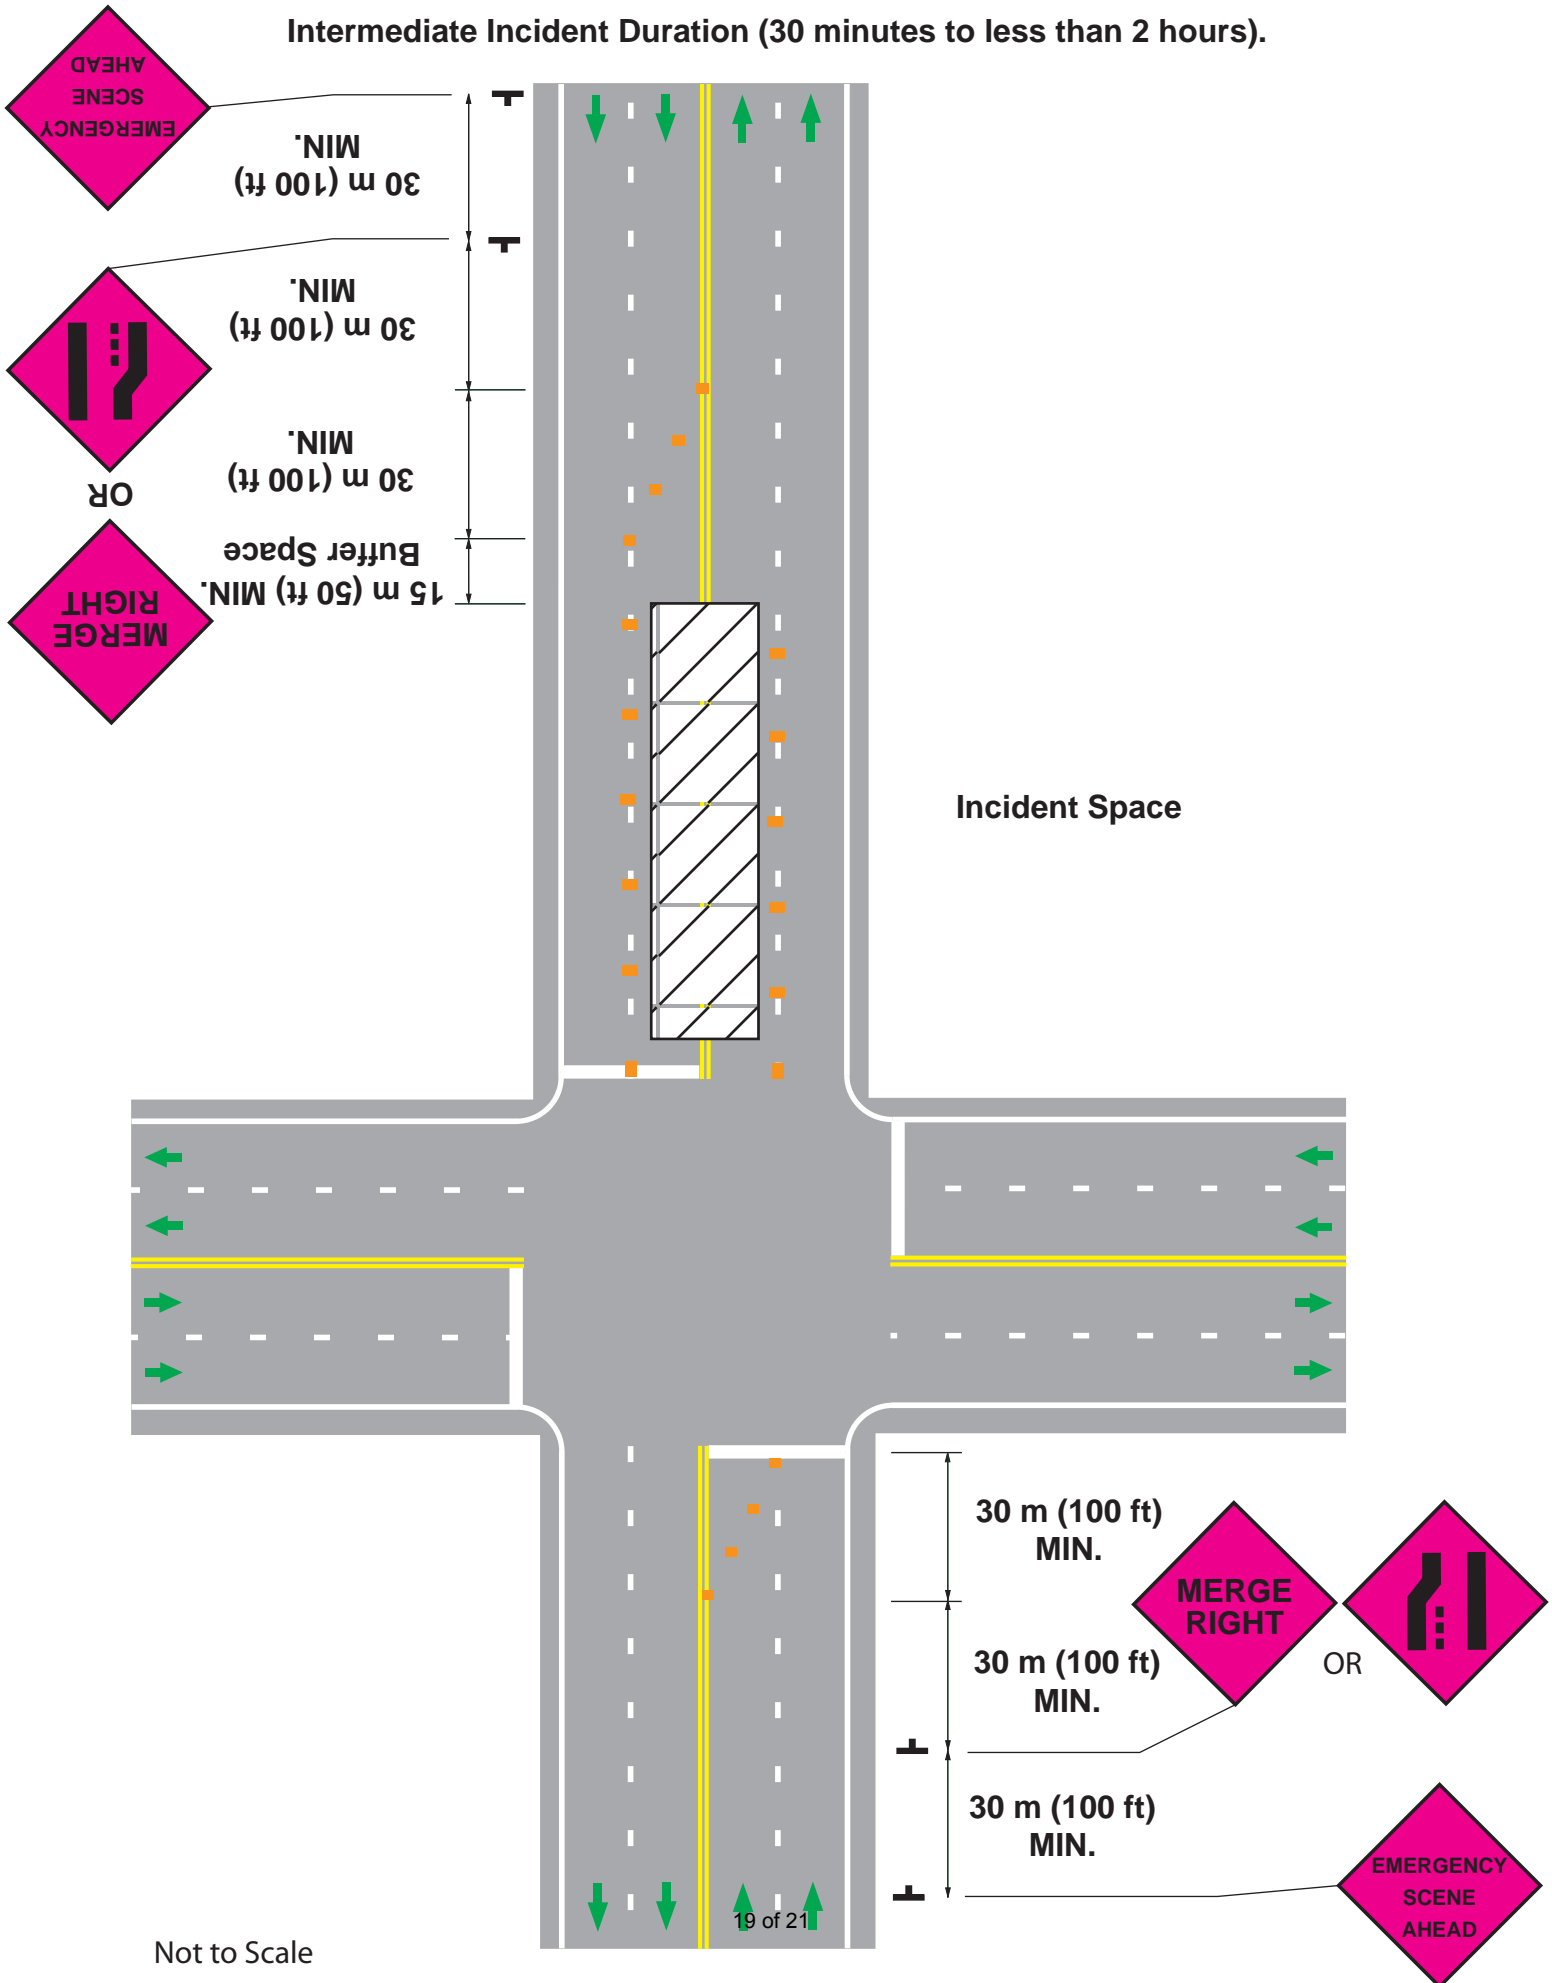 Intermediate Incident Duration (30 minutes to less than 2 hours).
EMERGENCY
SCENE
AHEAD
30 m (100 ft)
MIN.
30 m (100 ft)
MIN.
OR
30 m (100 ft)
MIN.
MERGE
RIGHT
15 m (50 ft) MIN.
Buffer Space
Incident Space
30 m (100 ft)
MIN.
MERGE
RIGHT
OR
30 m (100 ft)
MIN.
30 m (100 ft)
MIN.
EMERGENCY
SCENE
AHEAD
19 of 21
Not to Scale